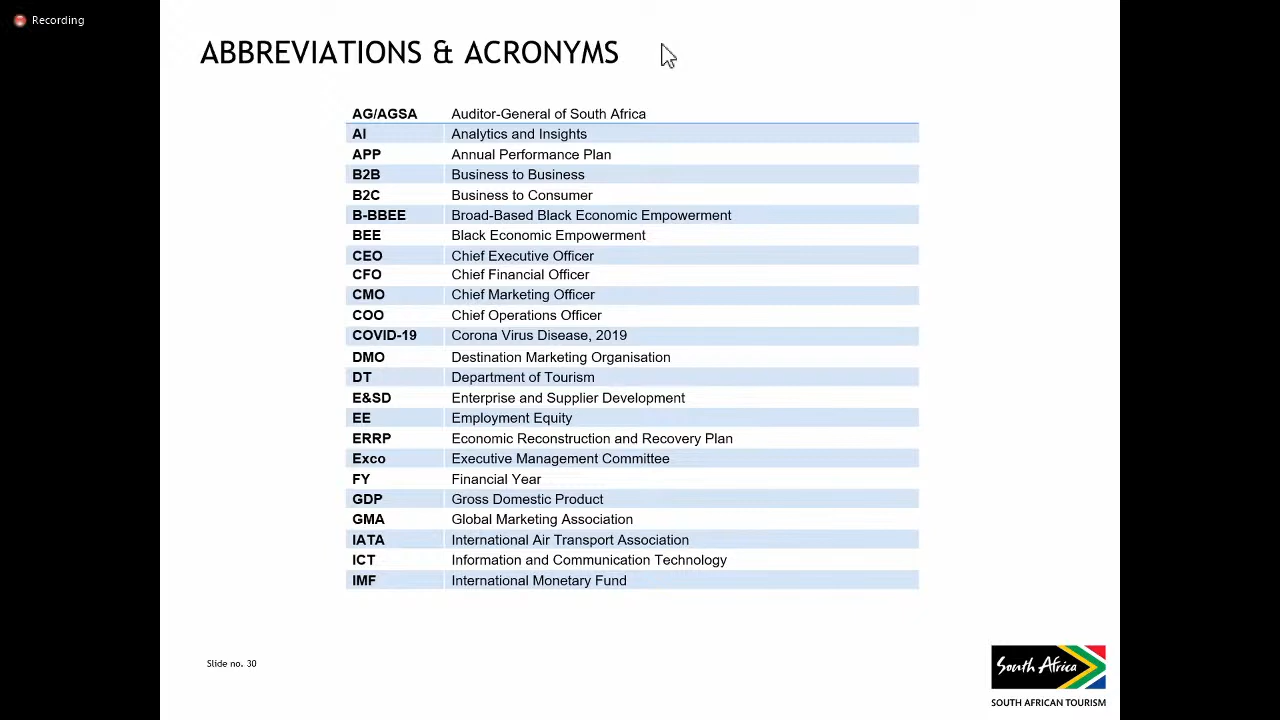 Recording
ABBREVIATIONS & ACRONYMS
AG/AGSA Auditor-General of South Africa
AI Analytics and Insights
APP Annual Performance Plan
B2B Business to Business
B2C Business to Consumer
B-BBEE Broad-Based Black Economic Empowerment
BEE Black Economic Empowerment
CEO Chief Executive Officer
CFO Chief Financial Officer
CMO Chief Marketing Officer
COO Chief Operations Officer
COVID-19 Corona Virus Disease, 2019
DMO Destination Marketing Organisation
DT Department of Tourism
E&SD Enterprise and Supplier Development
EE Employment Equity
ERRP Economic Reconstruction and Recovery Plan
Exco Executive Management Committee
FY Financial Year
GDP Gross Domestic Product
GMA Global Marketing Association
IATA International Air Transport Association
ICT Information and Communication Technology
IMF International Monetary Fund
Slide no. 30
South Africa
SOUTH AFRICAN TOURISM